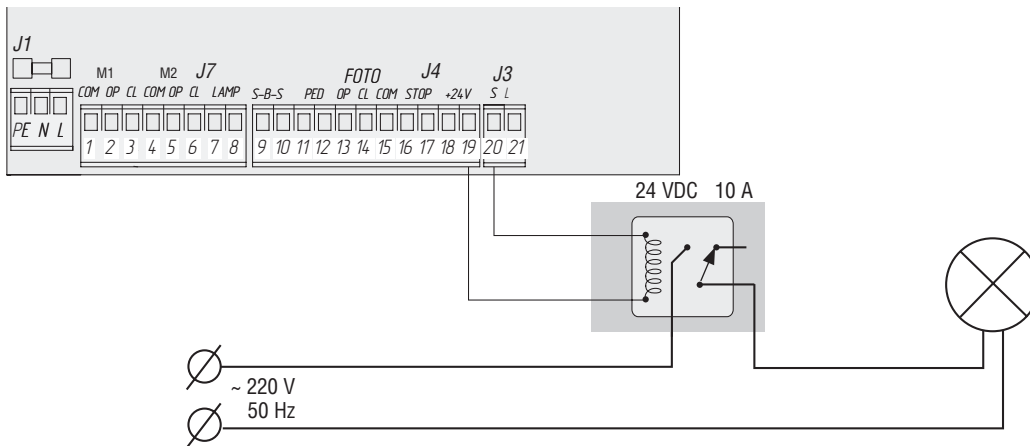 J1
M1 M2 J7 FOTO J4 J3
COM OP CL COM OP CL LAMP S-B-S PED OP CL COM STOP +24V S L
PE N L
1 2 3 4 5 6 7 8 9 10 11 12 13 14 15 16 17 18 19 20 21
24 VDC 10 A
~ 220 V
50 Hz